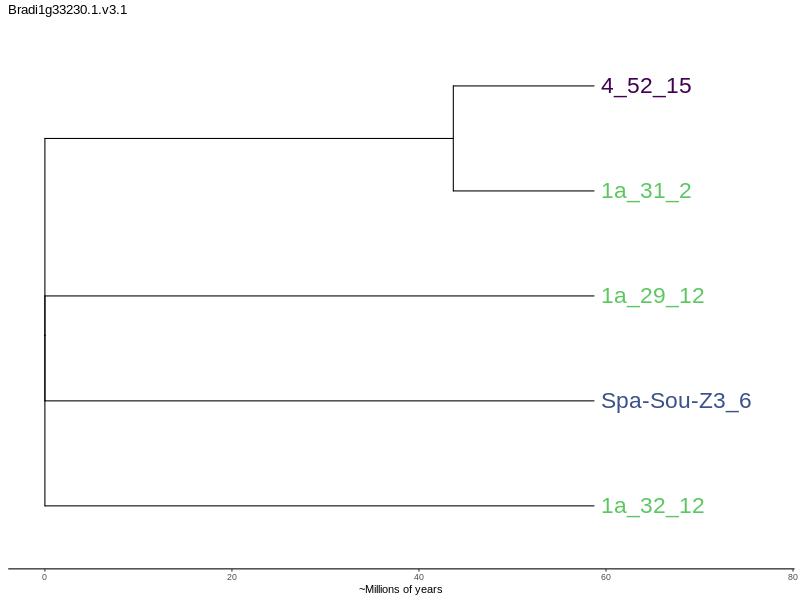 Bradi1g33230.1.v3.1
4_52_15
1a_31_2
1a_29_12
Spa-Sou-Z3_6
1a_32_12
0 20 40 60 80
~Millions of years